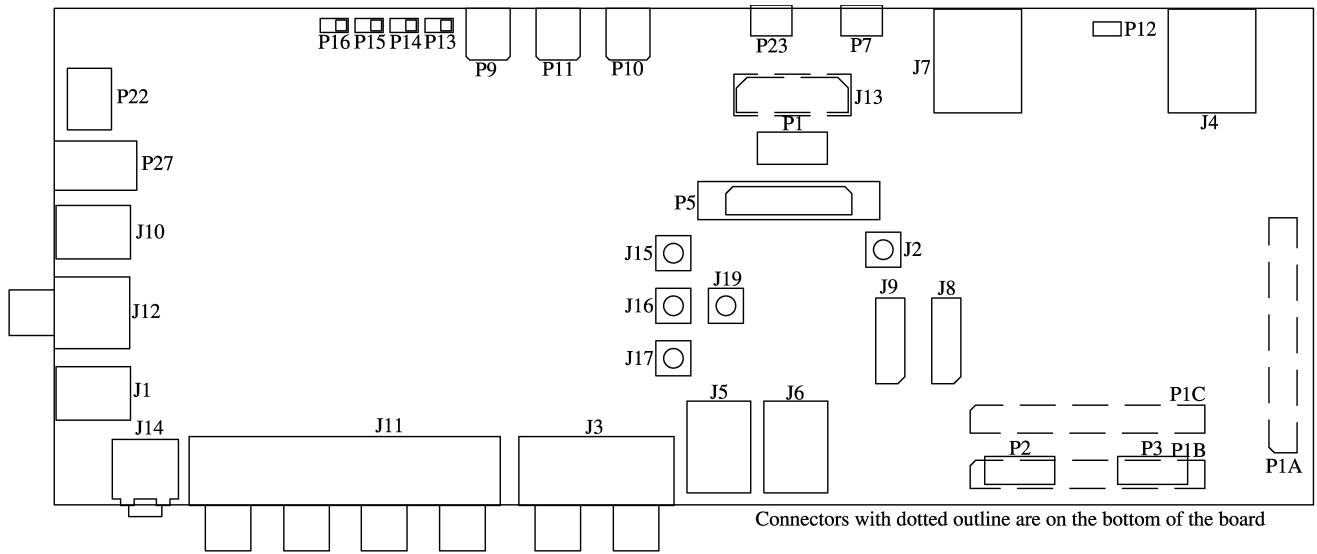 P16 P15 P14 P13
P9 P11 P10
P23 P7
P12
J7
J4
P22
J13
P1
P27
P5
J10
J15
J2
J19
J9 J8
J12
J16
J17
J1
J5 J6
P1C
J14
J11 J3
P2 P3 P1B
P1A
Connectors with dotted outline are on the bottom of the board